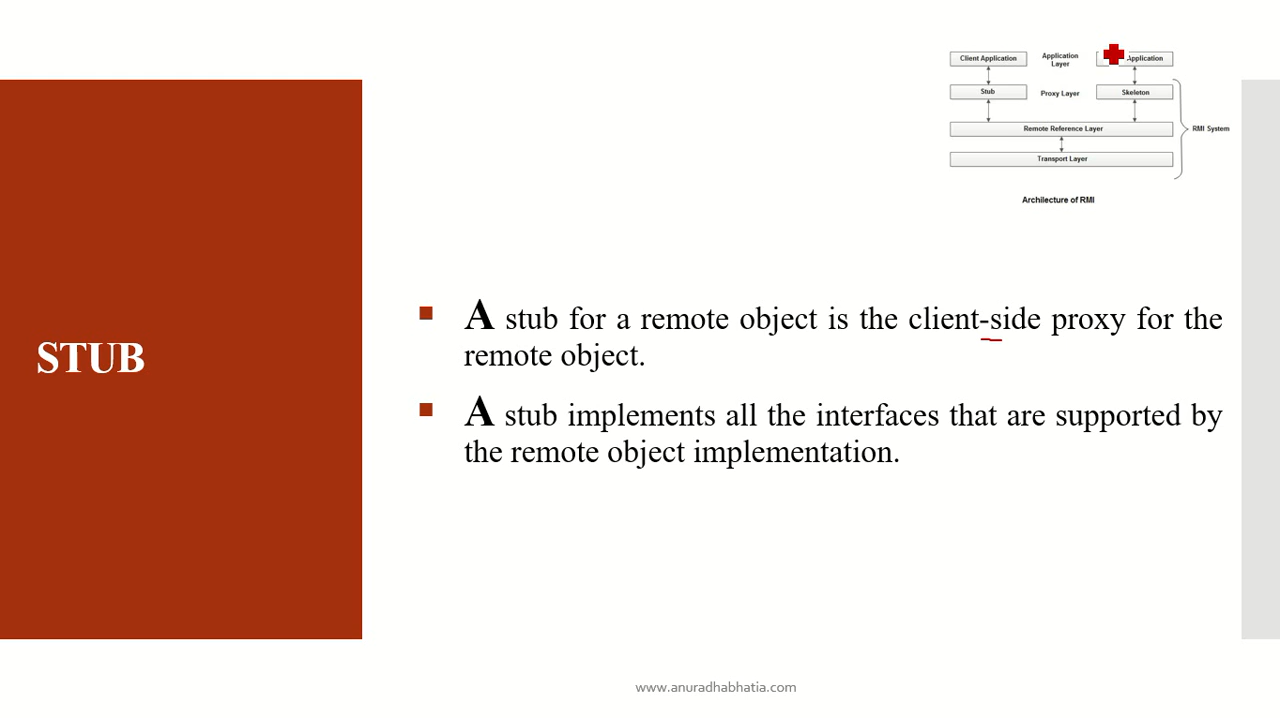 Client Application
Application
Layer
Application
Stub
Proxy Layer
Skeleton
Remote Reference Layer
RMI System
Transport Layer
Architecture of RMI
STUB
A stub for a remote object is the client-side proxy for the
remote object.
A stub implements all the interfaces that are supported by
the remote object implementation.
www.anuradhabhatia.com